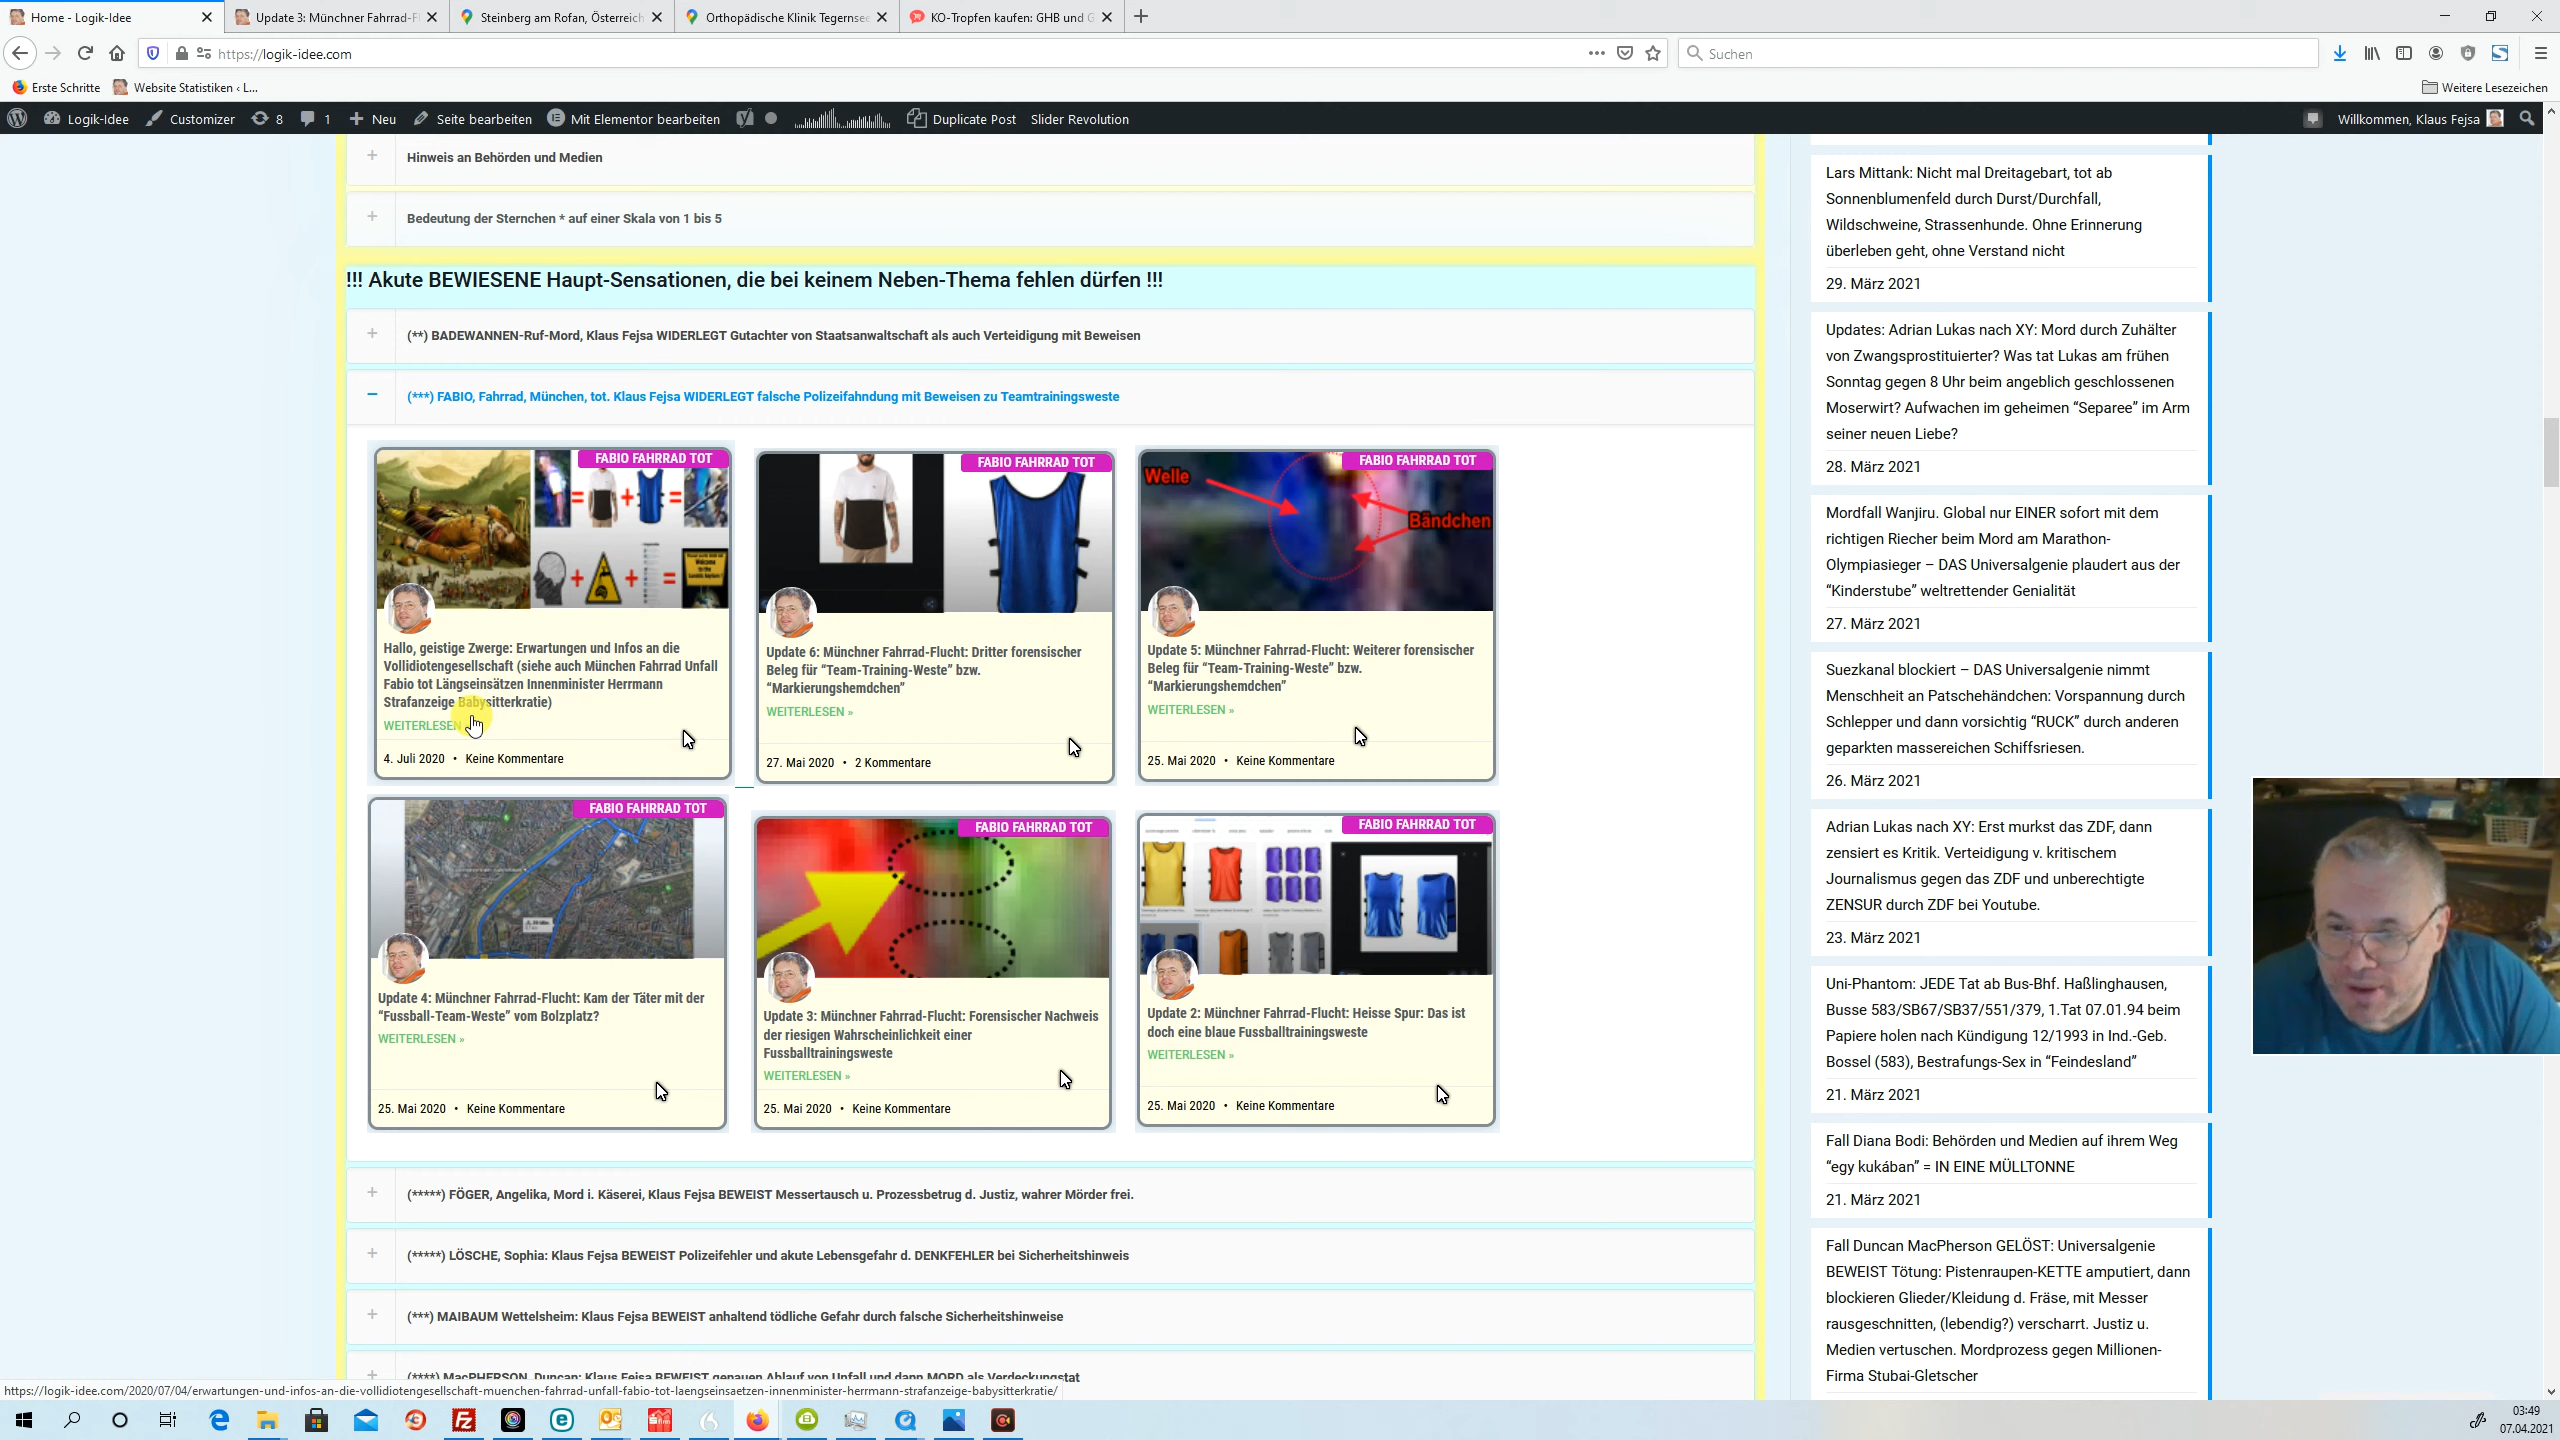 Home - Logik-Idee
Update 3: Münchner Fahrrad-F
Steinberg am Rofan, Österreich
Orthopädische Klinik Tegernsee
KO-Tropfen kaufen: GHB und G
https://logik-idee.com
Suchen
Erste Schritte
Website Statistiken ‹ L...
Weitere Lesezeichen
Logik-Idee
Customizer
8
1
Neu
Seite bearbeiten
Mit Elementor bearbeiten
Duplicate Post
Slider Revolution
Willkommen, Klaus Fejsa
Hinweis an Behörden und Medien
Bedeutung der Sternchen * auf einer Skala von 1 bis 5
!!! Akute BEWIESENE Haupt-Sensationen, die bei keinem Neben-Thema fehlen dürfen !!!
(**) BADEWANNEN-Ruf-Mord, Klaus Fejsa WIDERLEGT Gutachter von Staatsanwaltschaft als auch Verteidigung mit Beweisen
(***) FABIO, Fahrrad, München, tot. Klaus Fejsa WIDERLEGT falsche Polizeifahndung mit Beweisen zu Teamtrainingsweste
FABIO FAHRRAD TOT
Hallo, geistige Zwerge: Erwartungen und Infos an die
Vollidiotengesellschaft (siehe auch München Fahrrad Unfall
Fabio tot Längseinsätzen Innenminister Herrmann
Strafanzeige Babysitterkratie)
WEITERLESEN
4. Juli 2020 • Keine Kommentare
FABIO FAHRRAD TOT
Update 6: Münchner Fahrrad-Flucht: Dritter forensischer
Beleg für “Team-Training-Weste” bzw.
“Markierungshemdchen”
WEITERLESEN »
27. Mai 2020 • 2 Kommentare
FABIO FAHRRAD TOT
Welle
Bändchen
Update 5: Münchner Fahrrad-Flucht: Weiterer forensischer
Beleg für “Team-Training-Weste” bzw.
“Markierungshemdchen”
WEITERLESEN »
25. Mai 2020 • Keine Kommentare
FABIO FAHRRAD TOT
Update 4: Münchner Fahrrad-Flucht: Kam der Täter mit der
“Fussball-Team-Weste” vom Bolzplatz?
WEITERLESEN »
25. Mai 2020 • Keine Kommentare
FABIO FAHRRAD TOT
Update 3: Münchner Fahrrad-Flucht: Forensischer Nachweis
der riesigen Wahrscheinlichkeit einer
Fussballtrainingsweste
WEITERLESEN »
25. Mai 2020 • Keine Kommentare
FABIO FAHRRAD TOT
Update 2: Münchner Fahrrad-Flucht: Heisse Spur: Das ist
doch eine blaue Fussballtrainingsweste
WEITERLESEN »
25. Mai 2020 • Keine Kommentare
(*****) FÖGER, Angelika, Mord i. Käserei, Klaus Fejsa BEWEIST Messertausch u. Prozessbetrug d. Justiz, wahrer Mörder frei.
(*****) LÖSCHE, Sophia: Klaus Fejsa BEWEIST Polizeifehler und akute Lebensgefahr d. DENKFEHLER bei Sicherheitshinweis
(***) MAIBAUM Wettelsheim: Klaus Fejsa BEWEIST anhaltend tödliche Gefahr durch falsche Sicherheitshinweise
(****) MacPHERSON, Duncan: Klaus Fejsa BEWEIST genauen Ablauf von Unfall und dann MORD als Verdeckungstat
Lars Mittank: Nicht mal Dreitagebart, tot ab
Sonnenblumenfeld durch Durst/Durchfall,
Wildschweine, Strassenhunde. Ohne Erinnerung
überleben geht, ohne Verstand nicht
29. März 2021
Updates: Adrian Lukas nach XY: Mord durch Zuhälter
von Zwangsprostituierter? Was tat Lukas am frühen
Sonntag gegen 8 Uhr beim angeblich geschlossenen
Moserwirt? Aufwachen im geheimen “Separee” im Arm
seiner neuen Liebe?
28. März 2021
Mordfall Wanjiru. Global nur EINER sofort mit dem
richtigen Riecher beim Mord am Marathon-
Olympiasieger – DAS Universalgenie plaudert aus der
“Kinderstube” weltrettender Genialität
27. März 2021
Suezkanal blockiert – DAS Universalgenie nimmt
Menschheit an Patschehändchen: Vorspannung durch
Schlepper und dann vorsichtig “RUCK” durch anderen
geparkten massereichen Schiffsriesen.
26. März 2021
Adrian Lukas nach XY: Erst murkst das ZDF, dann
zensiert es Kritik. Verteidigung v. kritischem
Journalismus gegen das ZDF und unberechtigte
ZENSUR durch ZDF bei Youtube.
23. März 2021
Uni-Phantom: JEDE Tat ab Bus-Bhf. Haßlinghausen,
Busse 583/SB67/SB37/551/379, 1.Tat 07.01.94 beim
Papiere holen nach Kündigung 12/1993 in Ind.-Geb.
Bossel (583), Bestrafungs-Sex in “Feindesland”
21. März 2021
Fall Diana Bodi: Behörden und Medien auf ihrem Weg
“egy kukában” = IN EINE MÜLLTONNE
21. März 2021
Fall Duncan MacPherson GELÖST: Universalgenie
BEWEIST Tötung: Pistenraupen-KETTE amputiert, dann
blockieren Glieder/Kleidung d. Fräse, mit Messer
rausgeschnitten, (lebendig?) verscharrt. Justiz u.
Medien vertuschen. Mordprozess gegen Millionen-
Firma Stubai-Gletscher
https://logik-idee.com/2020/07/04/erwartungen-und-infos-an-die-vollidiotengesellschaft-muenchen-fahrrad-unfall-fabio-tot-laengseinsaetzen-innenminister-herrmann-strafanzeige-babysitterkratie/
03:49
07.04.2021